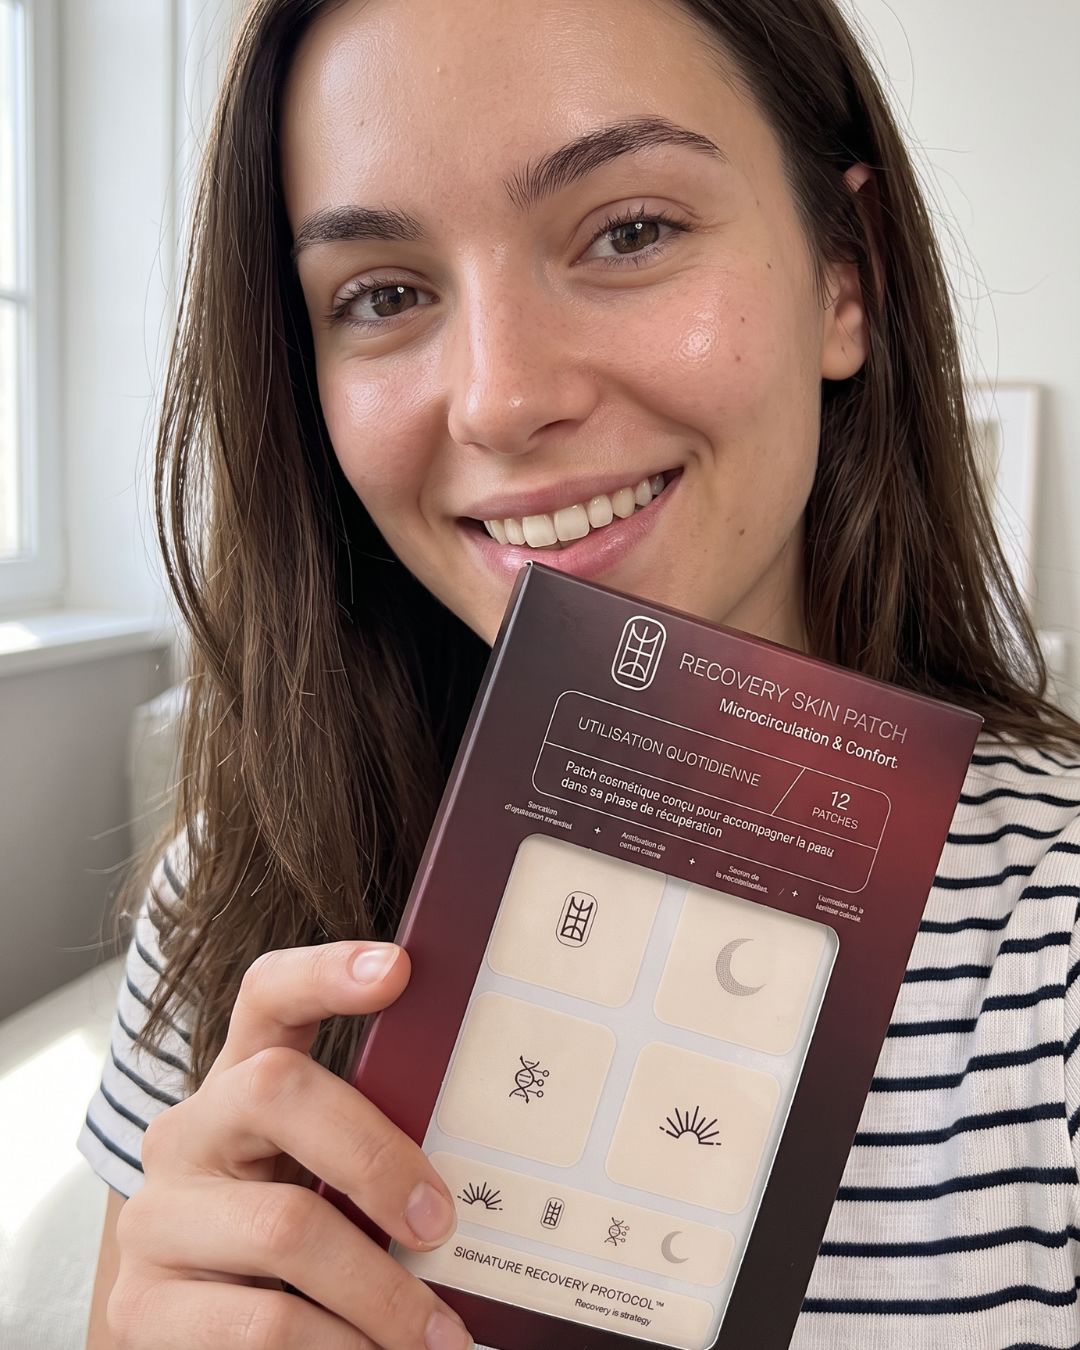 RECOVERY SKIN PATCH
Microcirculation & Confort.
UTILISATION QUOTIDIENNE
12
PATCHES
Patch cosmétique conçu pour accompagner la peau
dans sa phase de récupération
+
+
+
SIGNATURE RECOVERY PROTOCOL™
Recovery is strategy